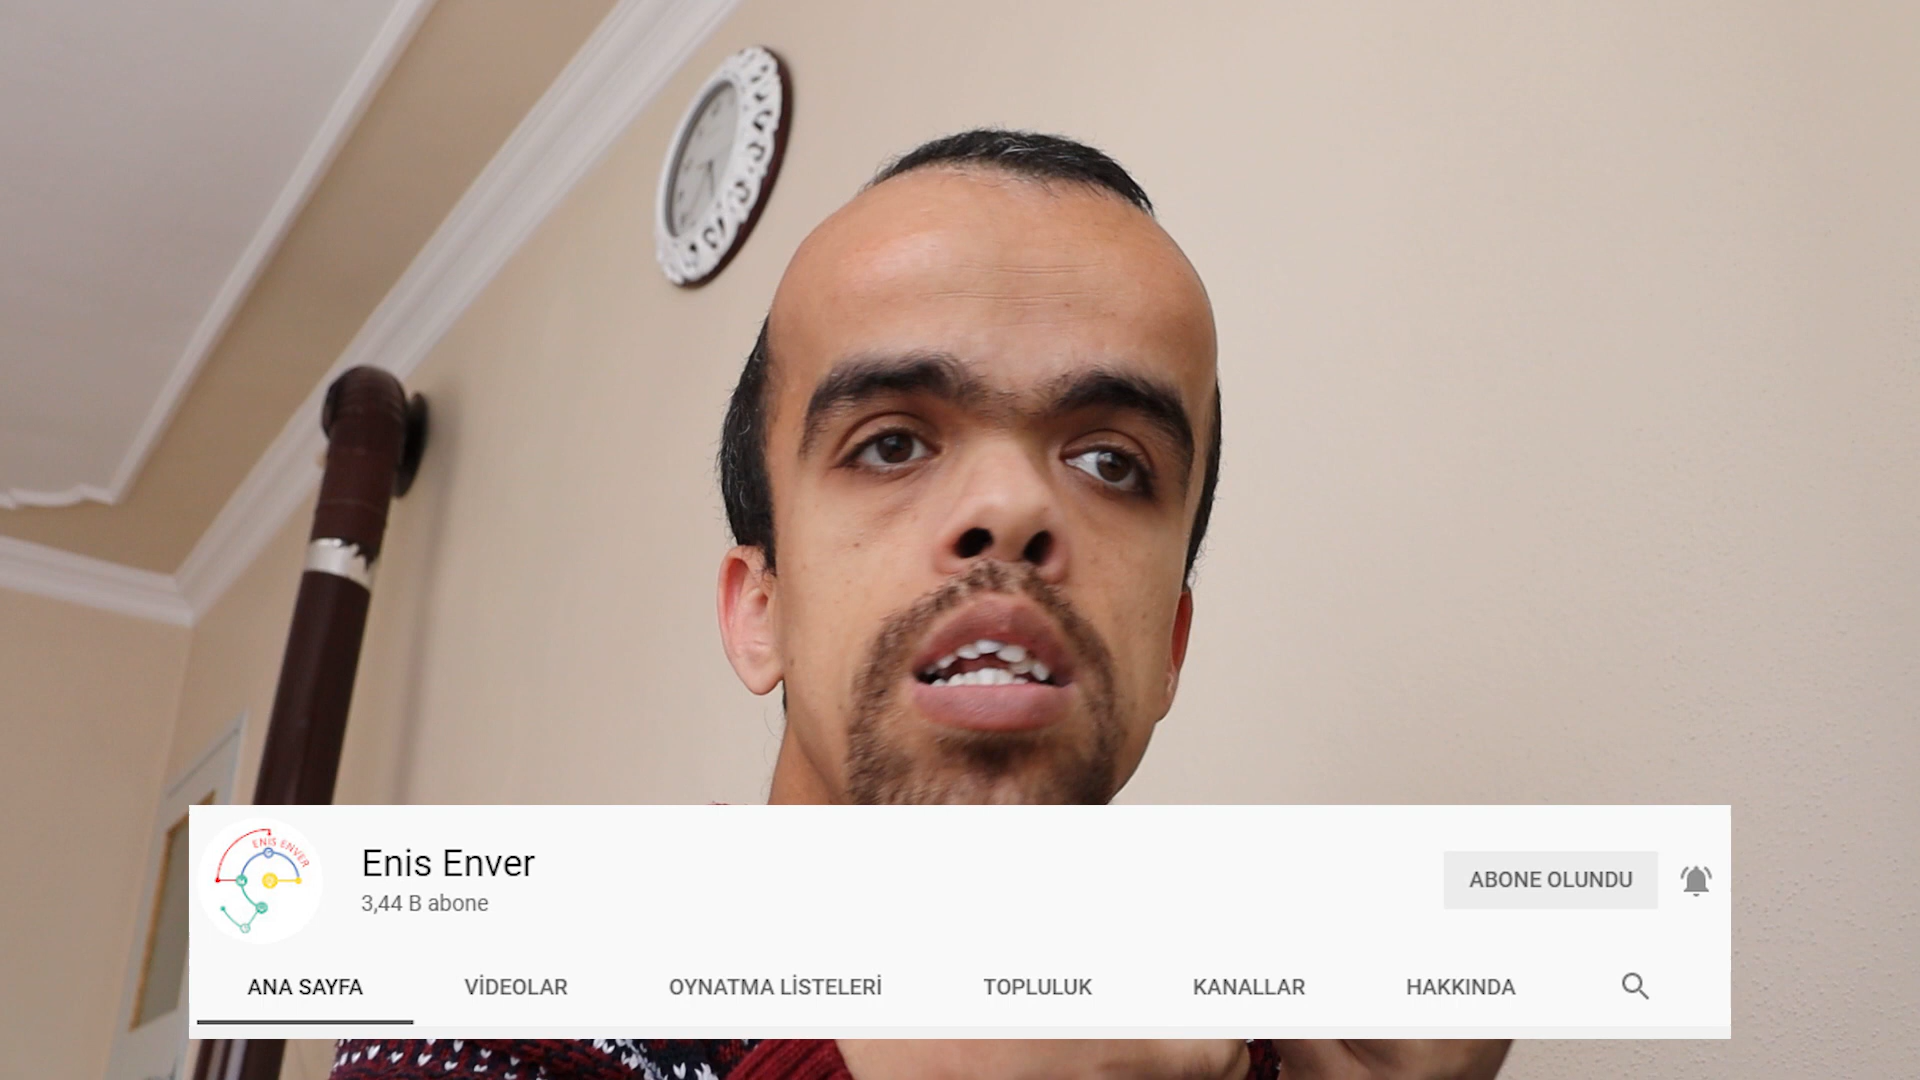 ENIS ENVER
Enis Enver
3,44 B abone
ABONE OLUNDU
ANA SAYFA
VİDEOLAR
OYNATMA LİSTELERİ
TOPLULUK
KANALLAR
HAKKINDA